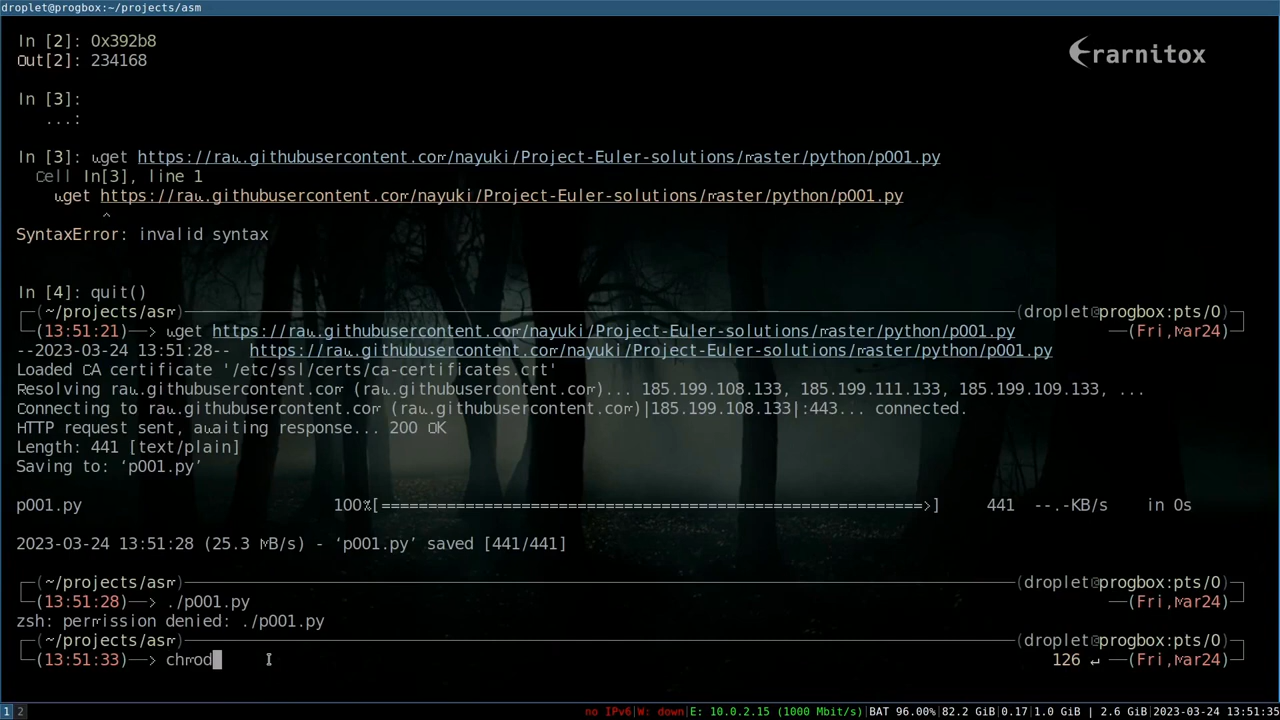 droplet@progbox:~/projects/asm
In [2]: 0x392b8
Out[2]: 234168
rarnitox
In [3]:
...:
In [3]: wget https://raw.githubusercontent.com/nayuki/Project-Euler-solutions/master/python/p001.py
Cell In[3], line 1
wget https://raw.githubusercontent.com/nayuki/Project-Euler-solutions/master/python/p001.py
^
SyntaxError: invalid syntax
In [4]: quit()
(~/projects/asm) (droplet@progbox:pts/0)
(13:51:21)──> wget https://raw.githubusercontent.com/nayuki/Project-Euler-solutions/master/python/p001.py ──(Fri,Mar24)
--2023-03-24 13:51:28-- https://raw.githubusercontent.com/nayuki/Project-Euler-solutions/master/python/p001.py
Loaded CA certificate '/etc/ssl/certs/ca-certificates.crt'
Resolving raw.githubusercontent.com (raw.githubusercontent.com)... 185.199.108.133, 185.199.111.133, 185.199.109.133, ...
Connecting to raw.githubusercontent.com (raw.githubusercontent.com)|185.199.108.133|:443... connected.
HTTP request sent, awaiting response... 200 OK
Length: 441 [text/plain]
Saving to: ‘p001.py’
p001.py 100%[==============================================>] 441 --.-KB/s in 0s
2023-03-24 13:51:28 (25.3 MB/s) - ‘p001.py’ saved [441/441]
(~/projects/asm) (droplet@progbox:pts/0)
(13:51:28)──> ./p001.py ──(Fri,Mar24)
zsh: permission denied: ./p001.py
(~/projects/asm) (droplet@progbox:pts/0)
(13:51:33)──> chmod 126 ↵ ──(Fri,Mar24)
1 2 no IPv6|W: down|E: 10.0.2.15 (1000 Mbit/s)|BAT 96.00%|82.2 GiB|0.17|1.0 GiB | 2.6 GiB|2023-03-24 13:51:35